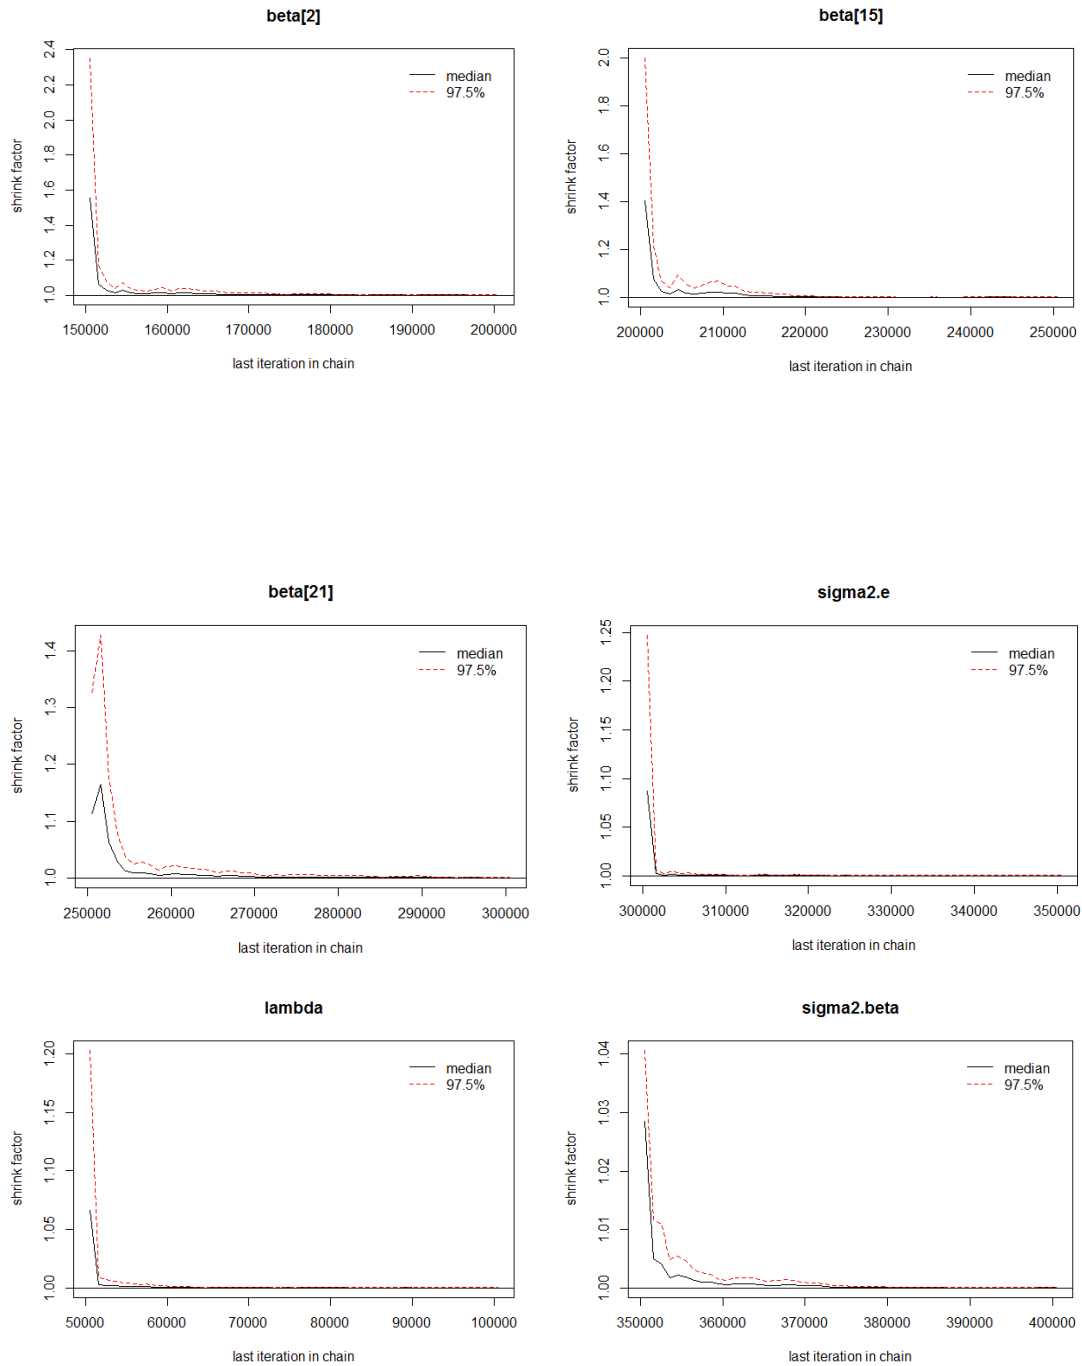 beta[2]
shrink factor
1.0 1.2 1.4 1.6 1.8 2.0 2.2 2.4
median
97.5%
150000 160000 170000 180000 190000 200000
last iteration in chain
beta[15]
shrink factor
1.0 1.2 1.4 1.6 1.8 2.0
median
97.5%
200000 210000 220000 230000 240000 250000
last iteration in chain
beta[21]
shrink factor
1.0 1.1 1.2 1.3 1.4
median
97.5%
250000 260000 270000 280000 290000 300000
last iteration in chain
sigma2.e
shrink factor
1.00 1.05 1.10 1.15 1.20 1.25
median
97.5%
300000 310000 320000 330000 340000 350000
last iteration in chain
lambda
shrink factor
1.00 1.05 1.10 1.15 1.20
median
97.5%
50000 60000 70000 80000 90000 100000
last iteration in chain
sigma2.beta
shrink factor
1.00 1.01 1.02 1.03 1.04
median
97.5%
350000 360000 370000 380000 390000 400000
last iteration in chain